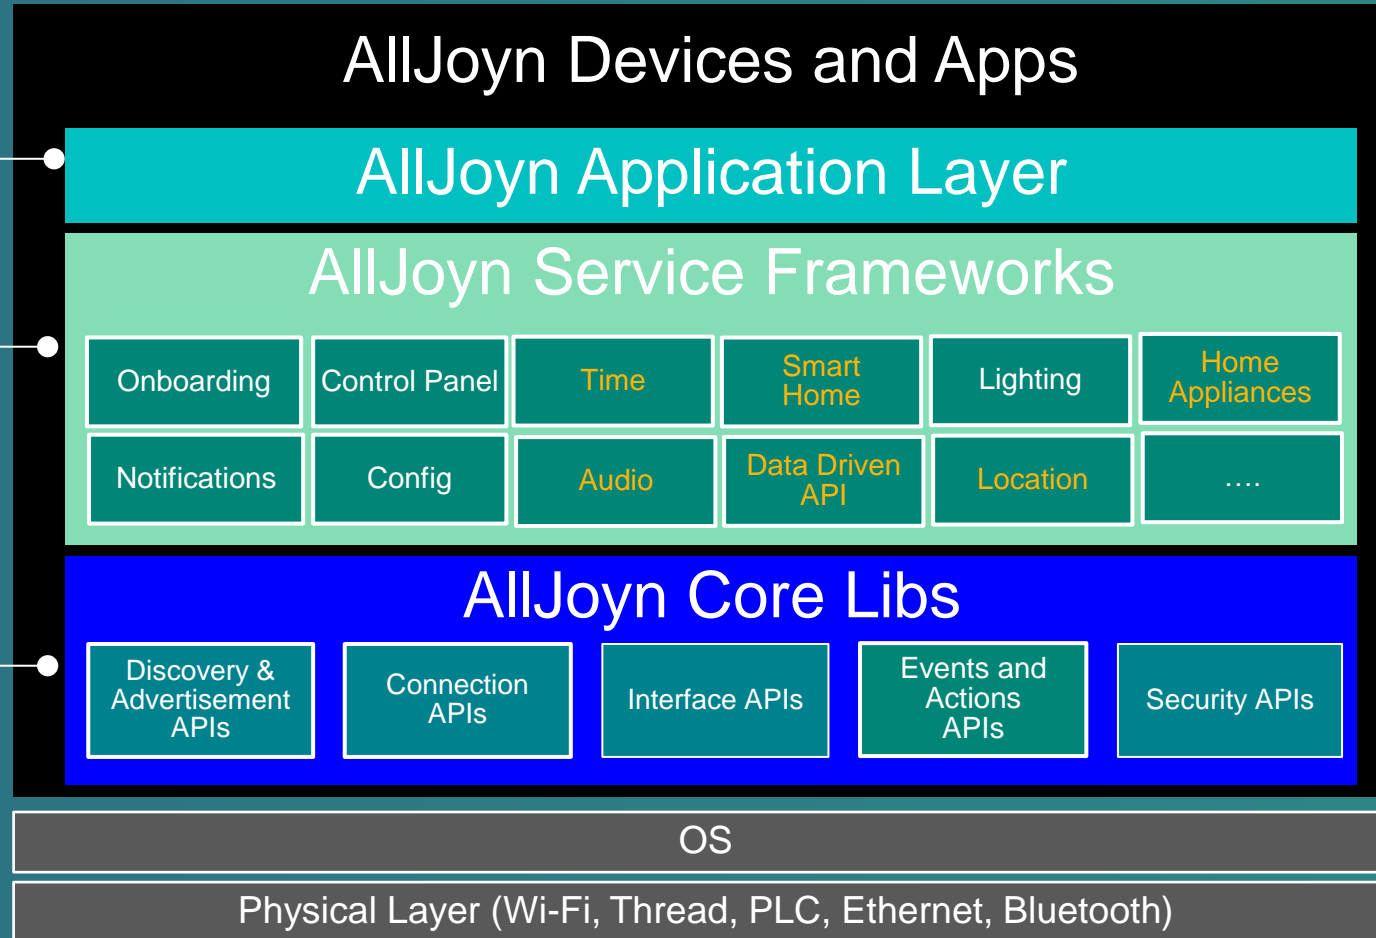 AllJoyn Devices and Apps
AllJoyn Application Layer
AllJoyn Service Frameworks
Onboarding
Control Panel
Time
Smart
Home
Lighting
Home
Appliances
Notifications
Config
Audio
Data Driven
API
Location
....
AllJoyn Core Libs
Discovery &
Advertisement
APIs
Connection
APIs
Interface APIs
Events and
Actions
APIs
Security APIs
OS
Physical Layer (Wi-Fi, Thread, PLC, Ethernet, Bluetooth)